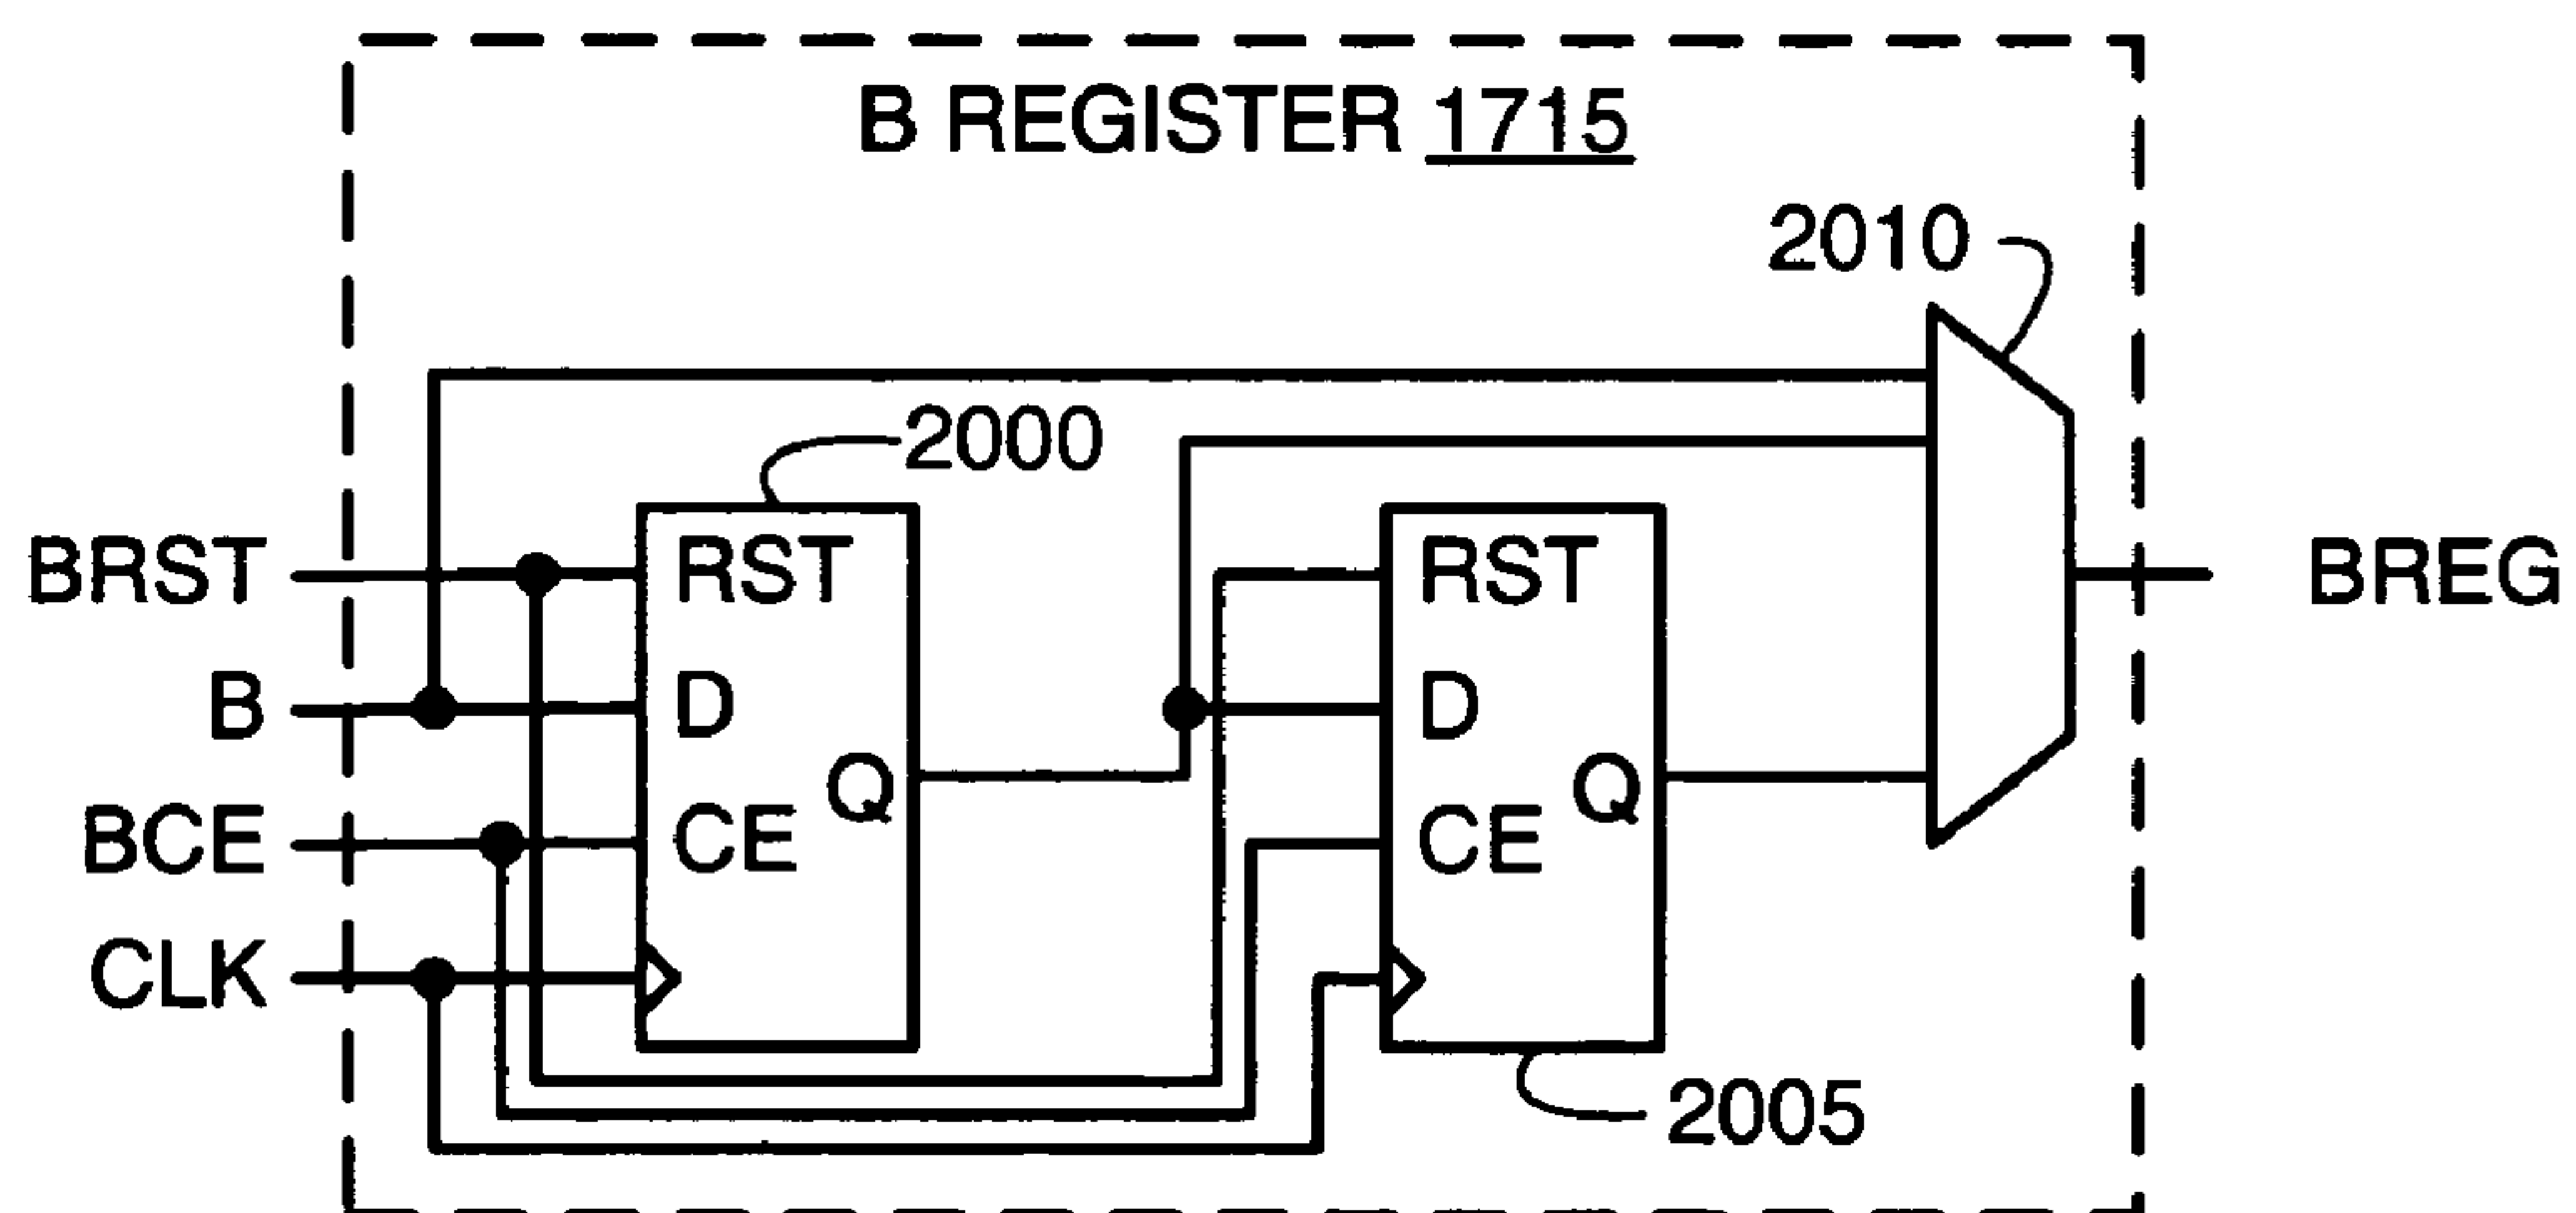 B REGISTER 1715
2010
2000
BRST
RST
RST
BREG
B
D
D
Q
Q
BCE
CE
CE
CLK
2005